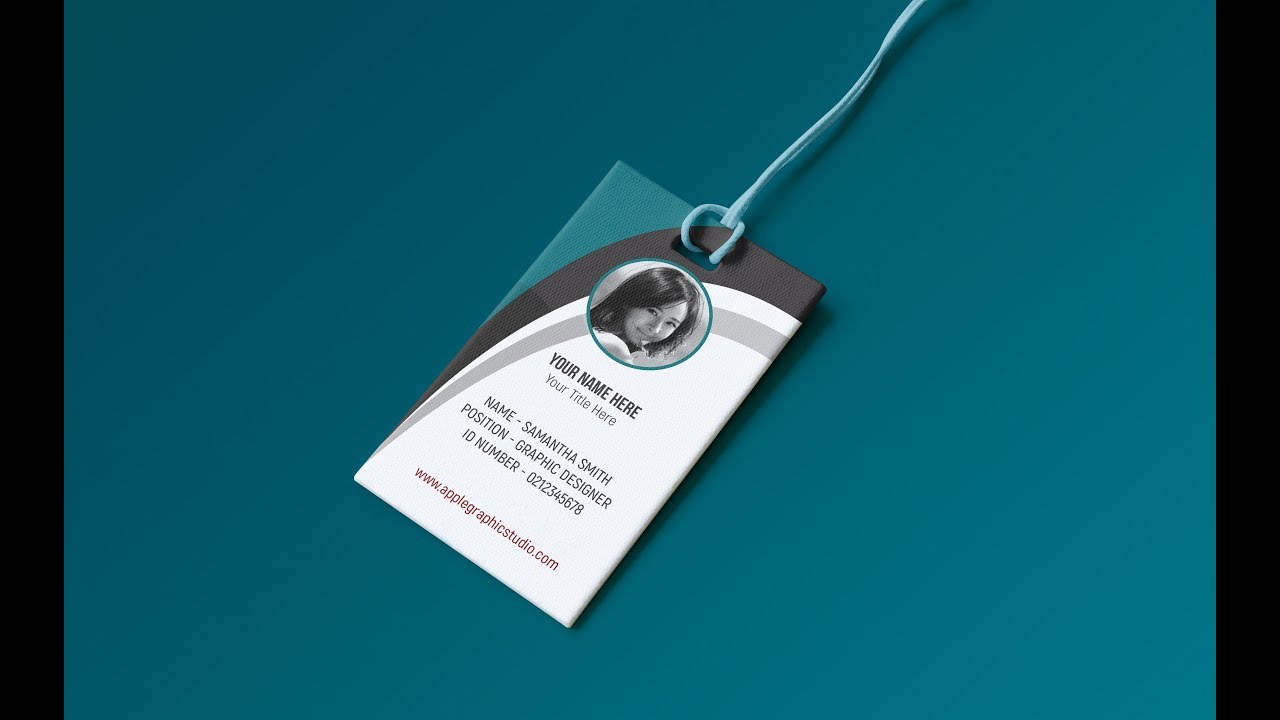 YOUR NAME HERE
Your Title Here
NAME - SAMANTHA SMITH
POSITION - GRAPHIC DESIGNER
ID NUMBER - 0212345678
www.applegraphicstudio.com